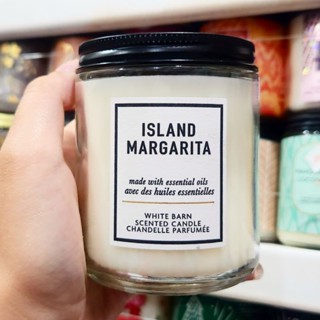 ISLAND
MARGARITA
made with essential oils
avec des huiles essentielles
WHITE BARN
SCENTED CANDLE
CHANDELLE PARFUMÉE